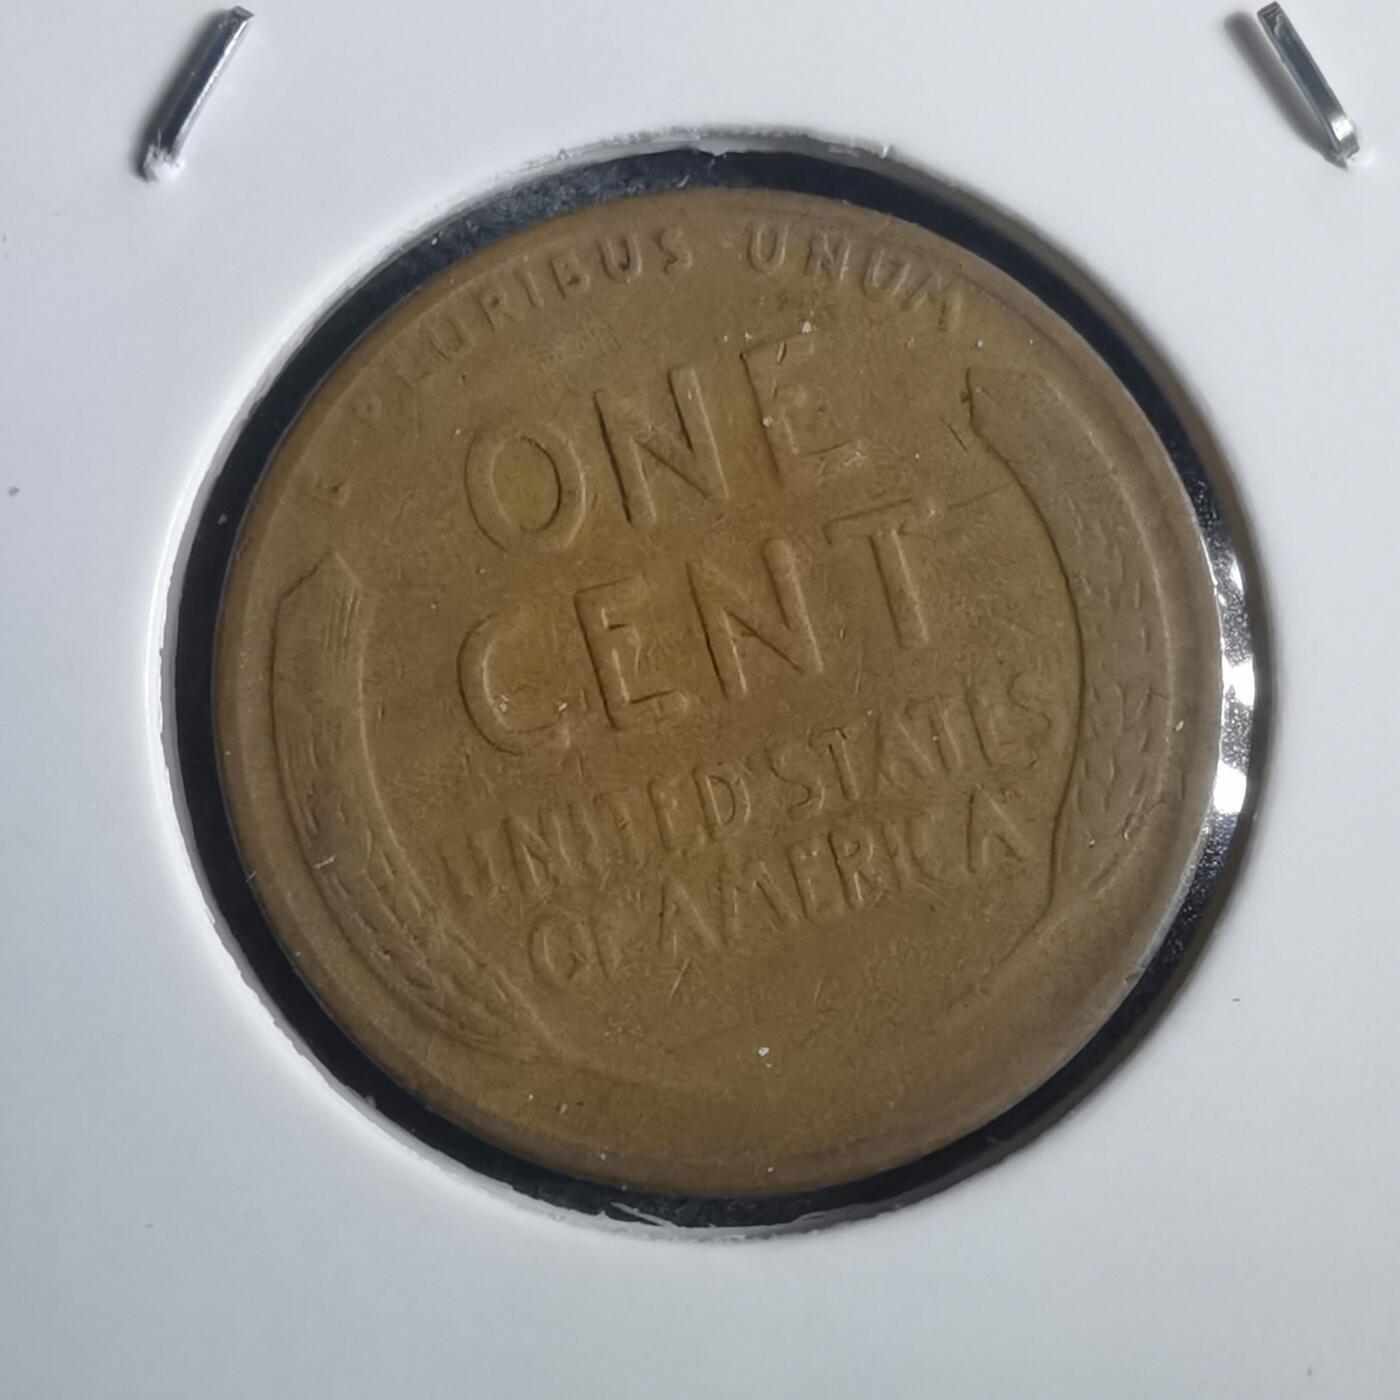 E PLURIBUS UNUM
ONE
CENT
UNITED STATES
OF AMERICA